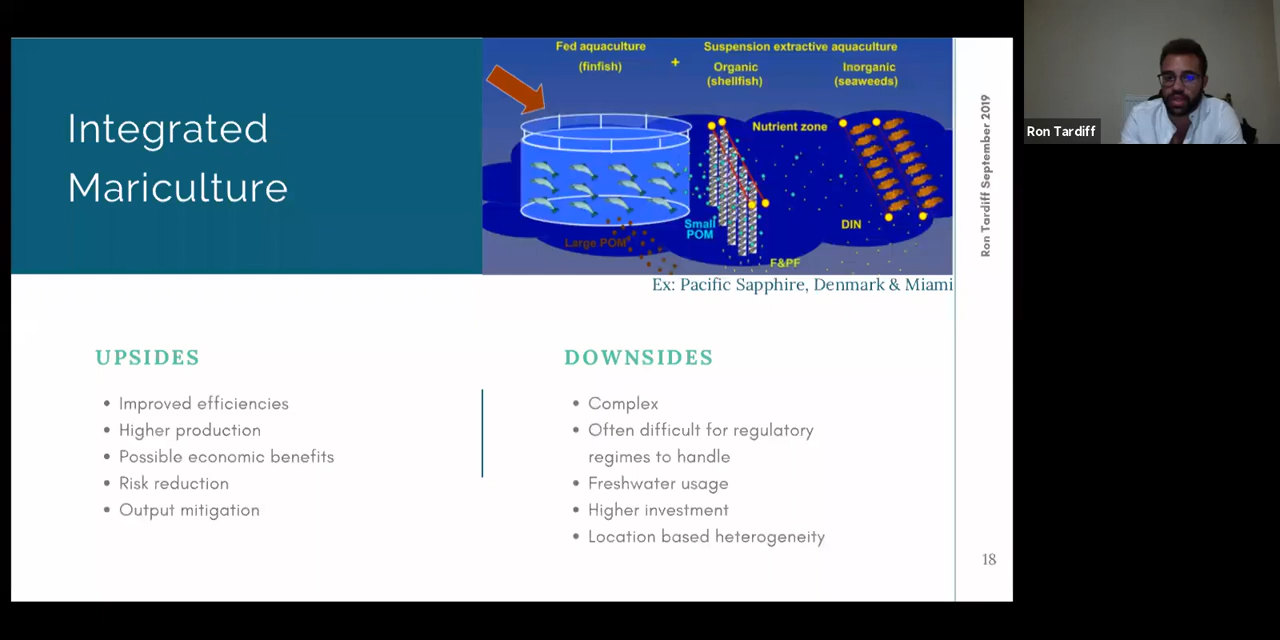 Integrated
Mariculture
Fed aquaculture
(finfish)
+
Suspension extractive aquaculture
Organic
(shellfish)
Inorganic
(seaweeds)
Nutrient zone
Small
POM
DIN
Large POM
F&PF
Ex: Pacific Sapphire, Denmark & Miami
UPSIDES
• Improved efficiencies
• Higher production
• Possible economic benefits
• Risk reduction
• Output mitigation
DOWNSIDES
• Complex
• Often difficult for regulatory
regimes to handle
• Freshwater usage
• Higher investment
• Location based heterogeneity
Ron Tardiff September 2019
18
Ron Tardiff